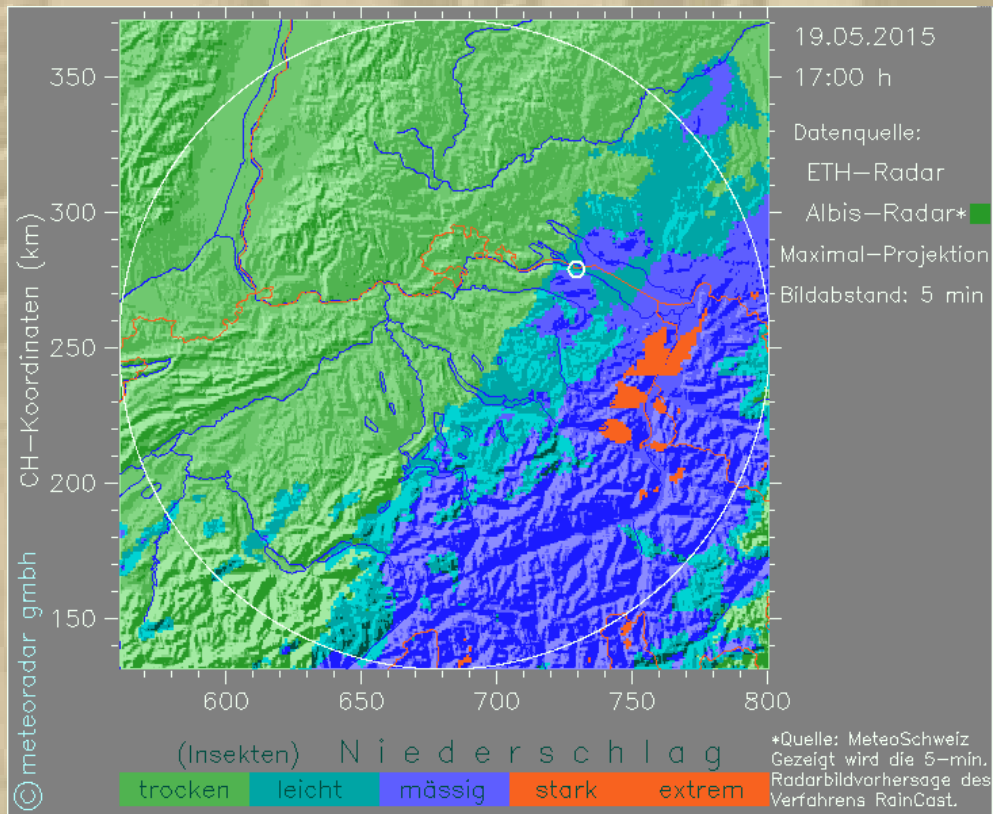 19.05.2015
17:00 h
Datenquelle:
ETH-Radar
Albis-Radar*
Maximal-Projektion
Bildabstand: 5 min
CH-Koordinaten (km)
350
300
250
200
150
600
650
700
750
800
©meteoradar gmbh
(Insekten) Niederschlag
trocken leicht mässig stark extrem
*Quelle: MeteoSchweiz
Gezeigt wird die 5-min.
Radarbildvorhersage des
Verfahrens RainCast.